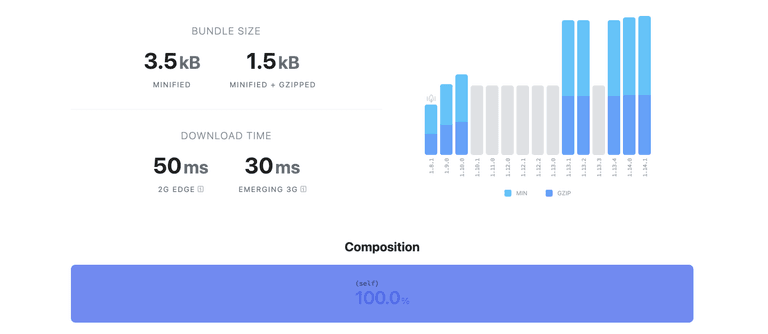 BUNDLE SIZE
3.5 kB
1.5 kB
MINIFIED
MINIFIED + GZIPPED
DOWNLOAD TIME
50 ms
30 ms
2G EDGE
EMERGING 3G
1.8.1
1.9.0
1.10.0
1.10.1
1.11.0
1.12.0
1.12.1
1.12.2
1.13.0
1.13.1
1.13.2
1.13.3
1.13.4
1.14.0
1.14.1
MIN
GZIP
Composition
(self)
100.0%